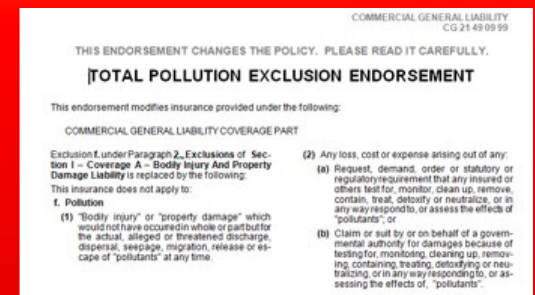 COMMERCIAL GENERAL LIABILITY
CG 21 49 09 99
THIS ENDORSEMENT CHANGES THE POLICY. PLEASE READ IT CAREFULLY.
TOTAL POLLUTION EXCLUSION ENDORSEMENT
This endorsement modifies insurance provided under the following:
COMMERCIAL GENERAL LIABILITY COVERAGE PART
Exclusion f. under Paragraph 2., Exclusions of Sec-
tion I – Coverage A – Bodily Injury And Property
Damage Liability is replaced by the following:
This insurance does not apply to:
f. Pollution
(1) "Bodily injury" or "property damage" which
would not have occurred in whole or part but for
the actual, alleged or threatened discharge,
dispersal, seepage, migration, release or es-
cape of "pollutants" at any time.
(2) Any loss, cost or expense arising out of any:
(a) Request, demand, order or statutory or
regulatory requirement that any insured or
others test for, monitor, clean up, remove,
contain, treat, detoxify or neutralize, or in
any way respond to, or assess the effects of
"pollutants"; or
(b) Claim or suit by or on behalf of a govern-
mental authority for damages because of
testing for, monitoring, cleaning up, remov-
ing, containing, treating, detoxifying or neu-
tralizing, or in any way responding to, or as-
sessing the effects of, "pollutants".